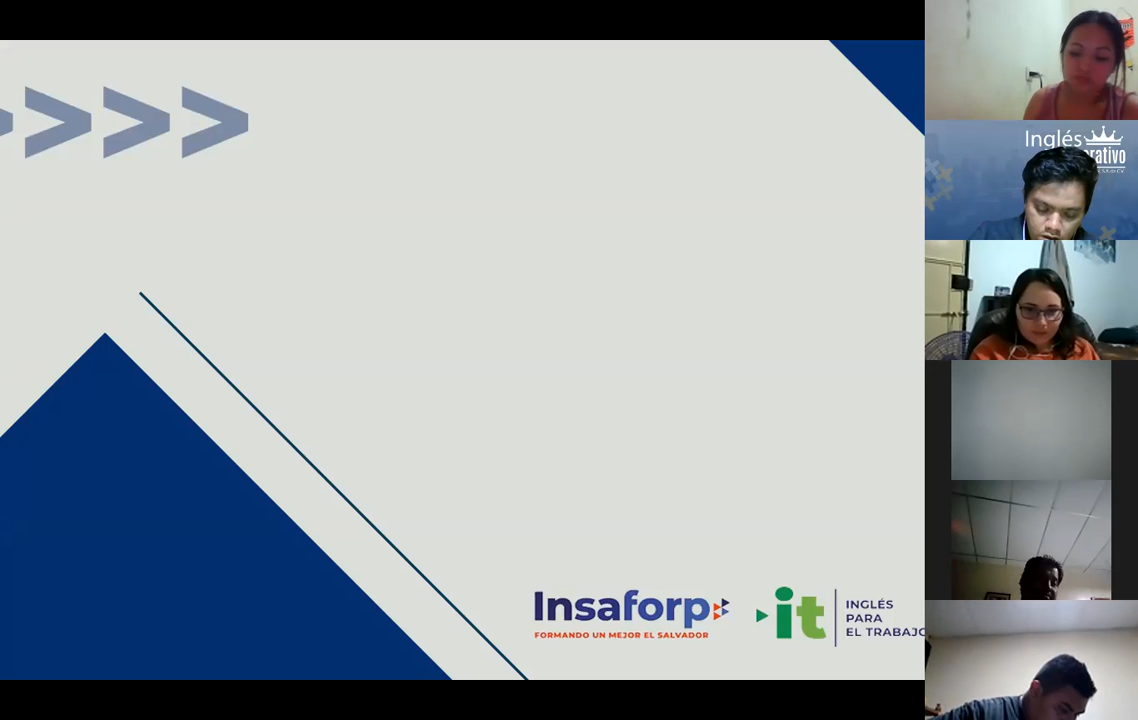 Insaforp
FORMANDO UN MEJOR EL SALVADOR
it
INGLÉS
PARA
EL TRABAJO
Inglés